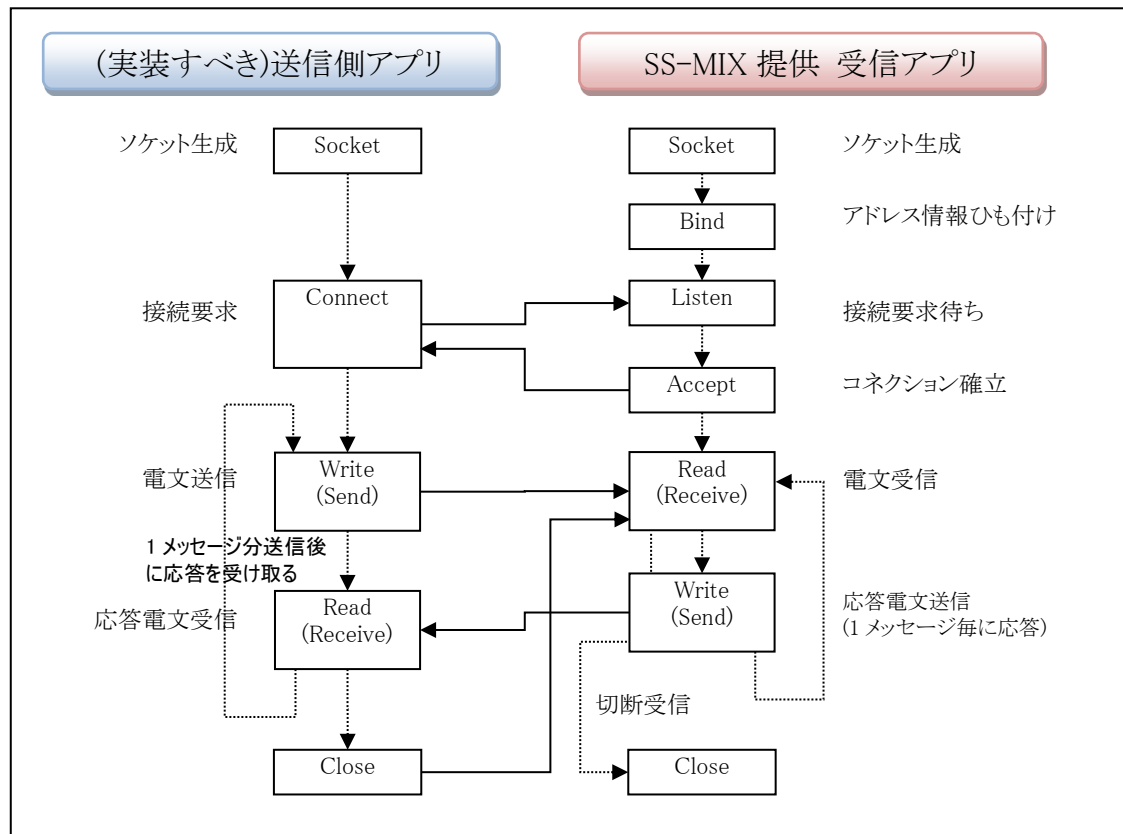 (実装すべき)送信側アプリ
SS-MIX 提供 受信アプリ
ソケット生成
Socket
Socket
ソケット生成
Bind
アドレス情報ひも付け
接続要求
Connect
Listen
接続要求待ち
Accept
コネクション確立
電文送信
Write
(Send)
Read
(Receive)
電文受信
1 メッセージ分送信後
に応答を受け取る
応答電文受信
Read
(Receive)
Write
(Send)
応答電文送信
(1 メッセージ毎に応答)
切断受信
Close
Close